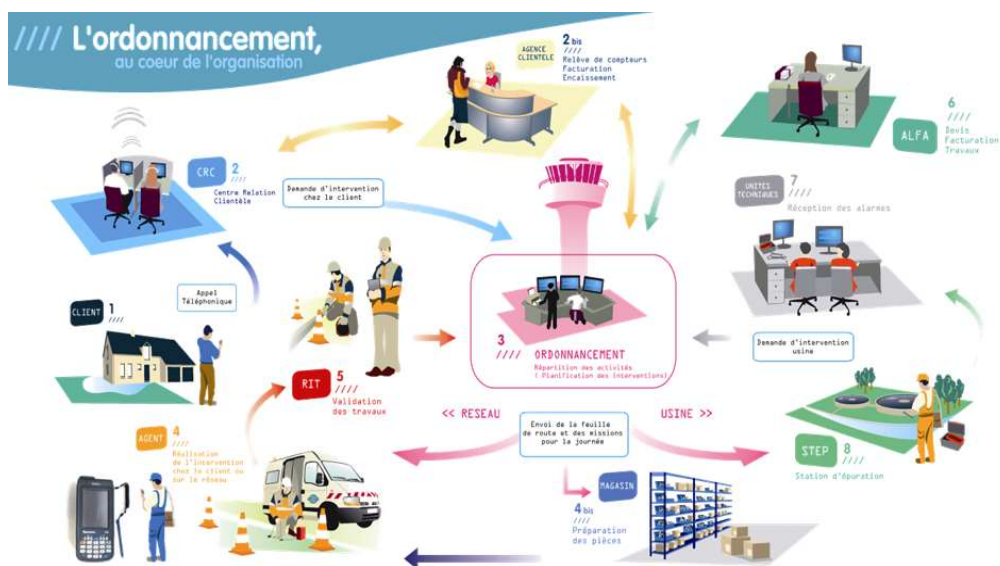 //// L'ordonnancement,
au coeur de l'organisation
AGENCE
CLIENTELE
2 bis
////
Relève de compteurs
Facturation
Encaissement
6
////
ALFA
Devis
Facturation
Travaux
CRC
2
////
Centre Relation
Clientèle
Demande d'intervention
chez le client
UNITES
TECHNIQUES
7
////
Réception des alarmes
Appel
Téléphonique
CLIENT
1
////
3
////
ORDONNANCEMENT
Répartition des activités
( Planification des Interventions)
Demande d'intervention
usine
RIT
5
////
Validation
des travaux
<< RESEAU
USINE >>
Envoi de la feuille
de route et des missions
pour la journée
AGENT
4
////
Réalisation
de l'intervention
chez le client ou
sur le réseau
STEP
8
////
Station d'épuration
MAGASIN
4 bis
////
Préparation
des pièces